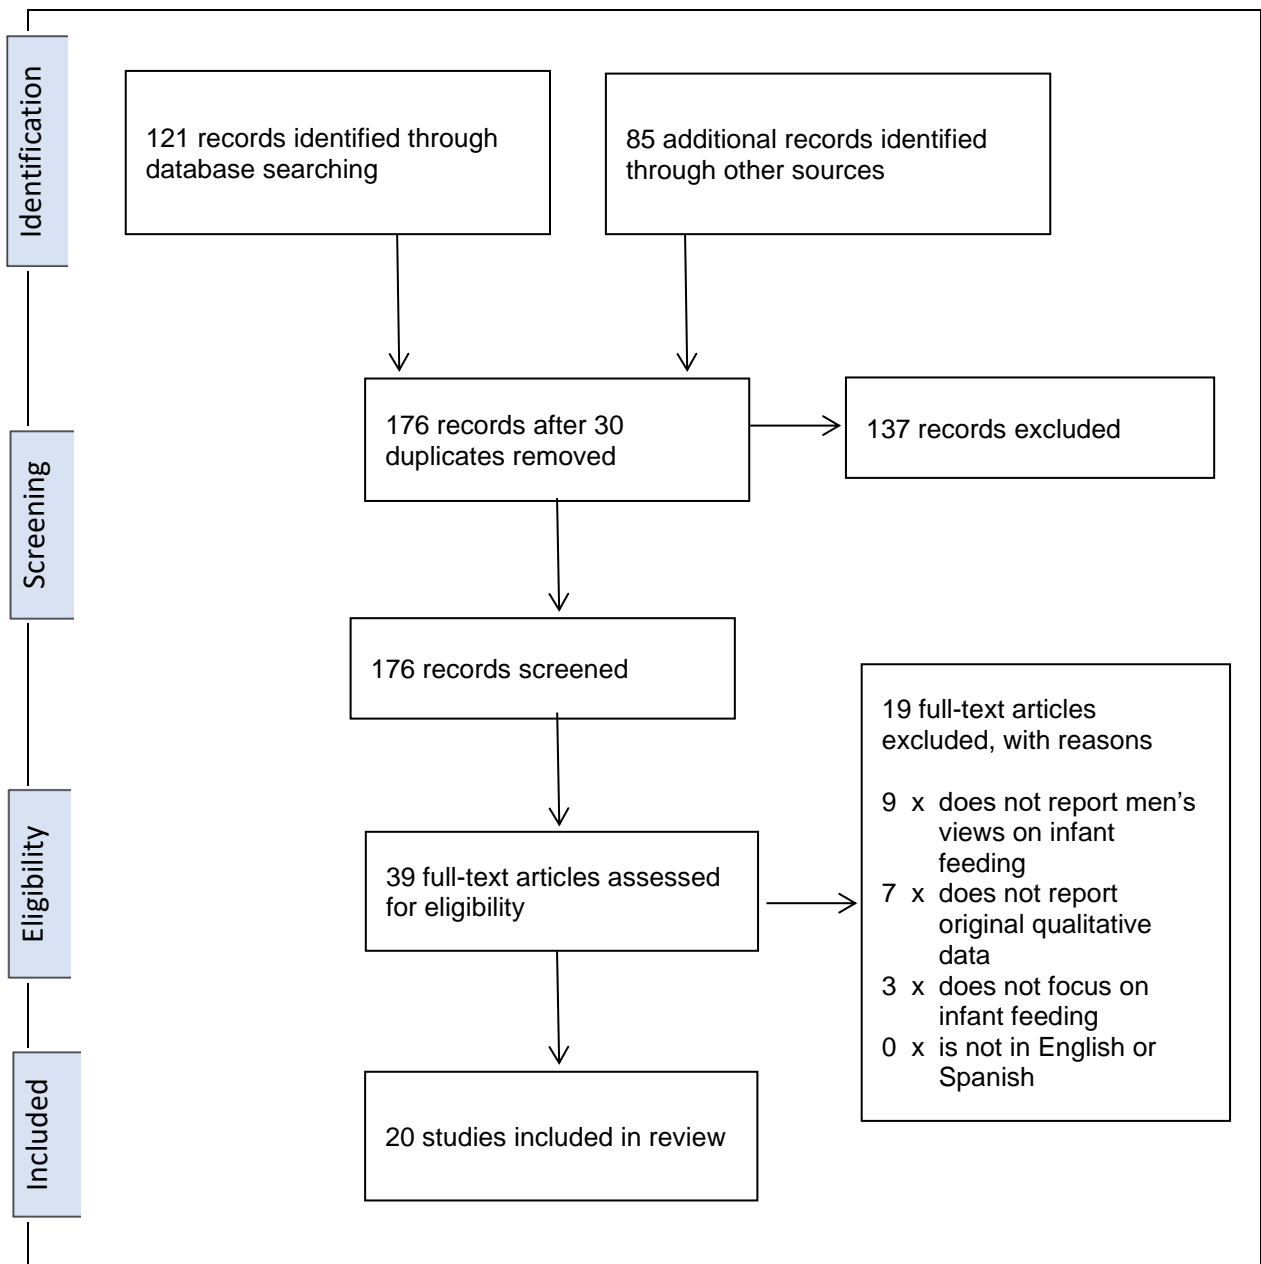 Identification
121 records identified through
database searching
85 additional records identified
through other sources
Screening
176 records after 30
duplicates removed
137 records excluded
176 records screened
Eligibility
39 full-text articles assessed
for eligibility
19 full-text articles
excluded, with reasons
9 x does not report men’s
views on infant
feeding
7 x does not report
original qualitative
data
3 x does not focus on
infant feeding
0 x is not in English or
Spanish
Included
20 studies included in review